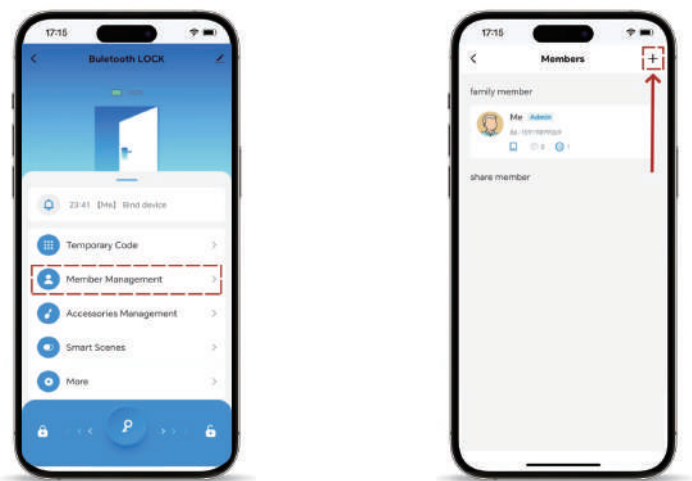 17:15
Buletooth LOCK
23:41 [Me] Bind device
Temporary Code
Member Management
Accessories Management
Smart Scenes
More
17:15
Members
family member
Me Admin
share member